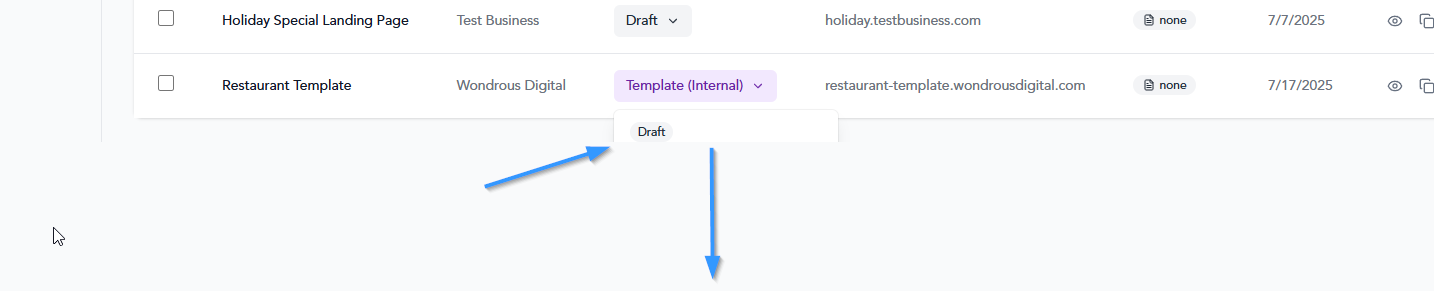 Holiday Special Landing Page Test Business Draft holiday.testbusiness.com none 7/7/2025
Restaurant Template Wondrous Digital Template (Internal) restaurant-template.wondrousdigital.com none 7/17/2025
Draft